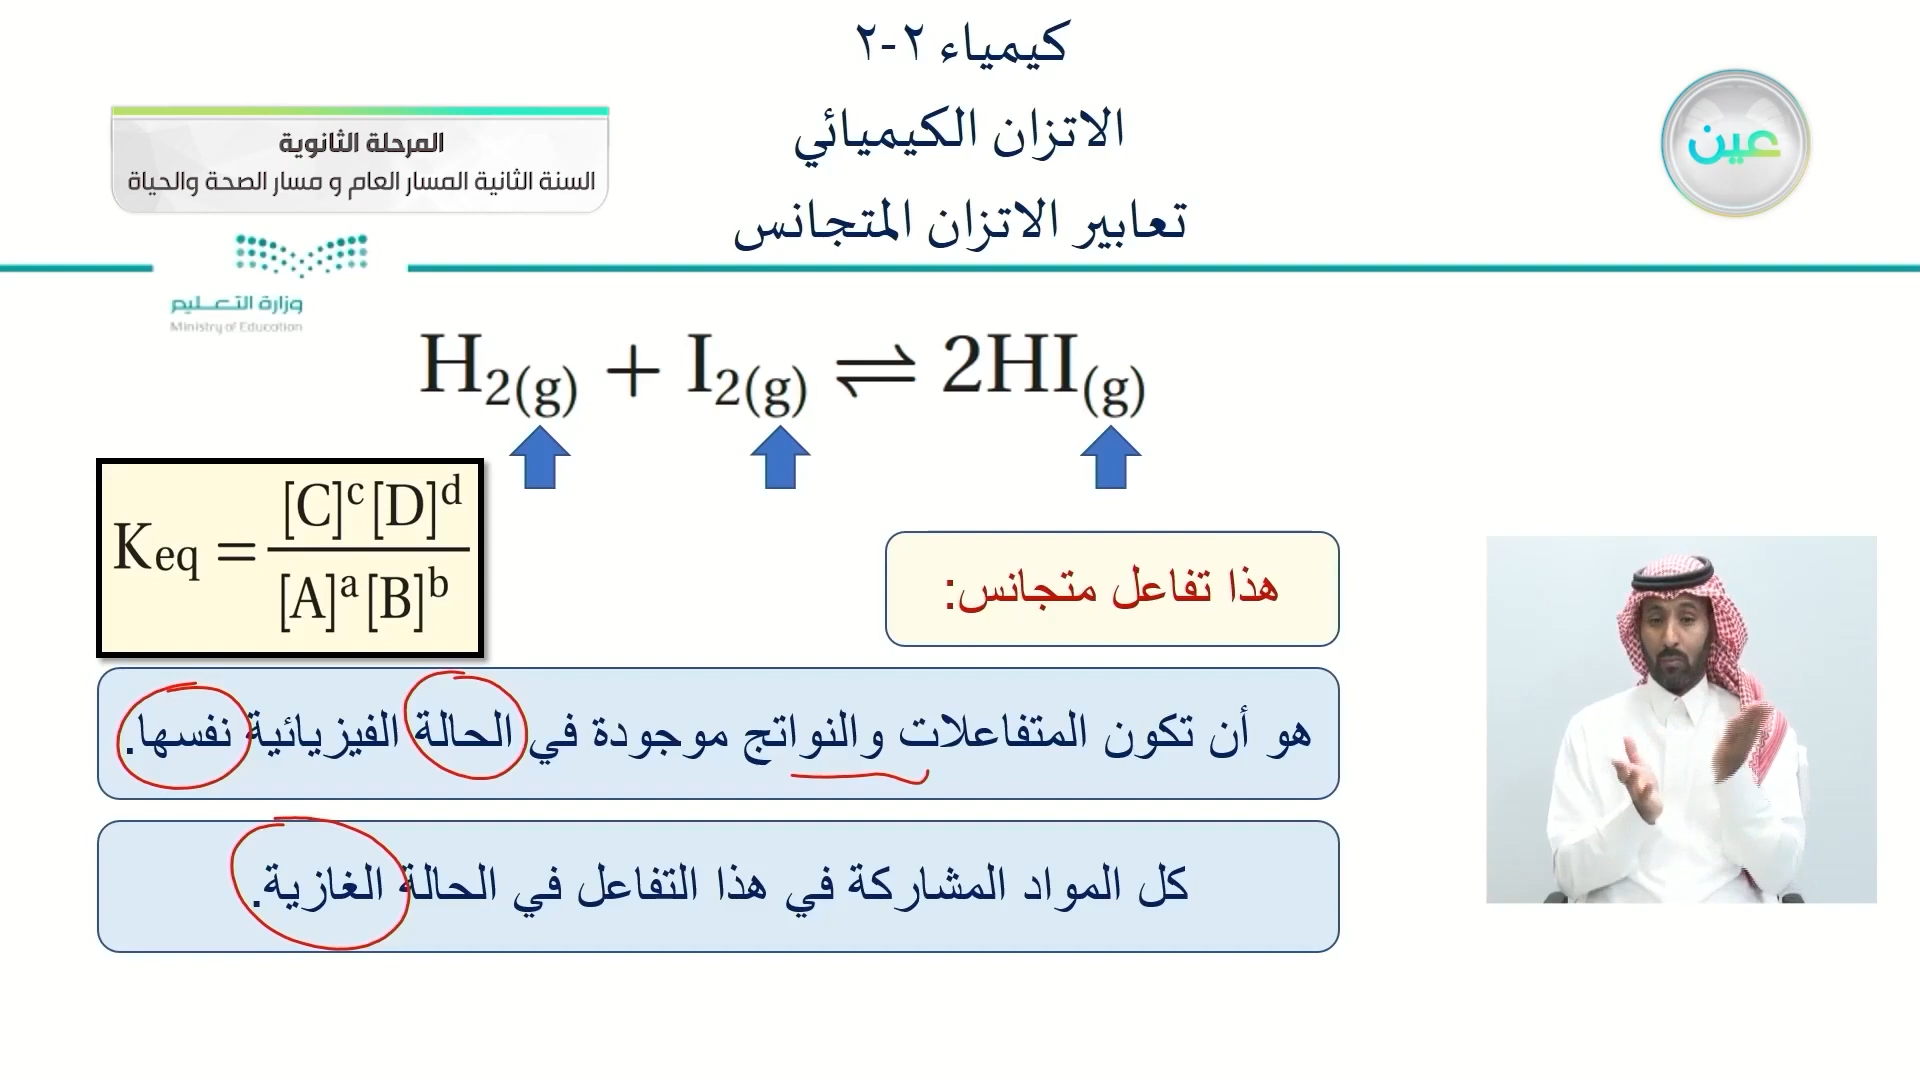 كيمياء ٢-٢
الاتزان الكيميائي
تعابير الاتزان المتجانس
عين
المرحلة الثانوية
السنة الثانية المسار العام و مسار الصحة والحياة
وزارة التعليم
Ministry of Education
H₂(g) + I₂(g) ⇌ 2HI(g)
Keq = [C]ᶜ[D]ᵈ / [A]ᵃ[B]ᵇ
هذا تفاعل متجانس:
هو أن تكون المتفاعلات والنواتج موجودة في الحالة الفيزيائية نفسها.
كل المواد المشاركة في هذا التفاعل في الحالة الغازية.